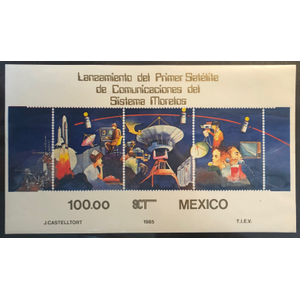 Lanzamiento del Primer Satélite
de Comunicaciones del
Sistema Morelos
100.00 SCT MEXICO
J.CASTELLTORT 1985 T.I.E.V.